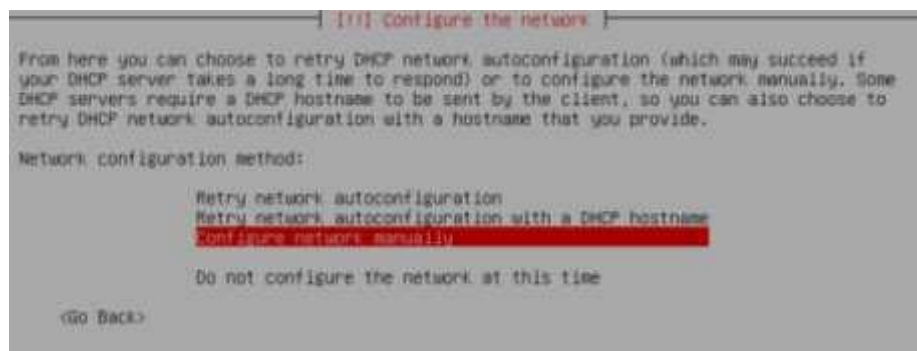 [!!] Configure the network
From here you can choose to retry DHCP network autoconfiguration (which may succeed if
your DHCP server takes a long time to respond) or to configure the network manually. Some
DHCP servers require a DHCP hostname to be sent by the client, so you can also choose to
retry DHCP network autoconfiguration with a hostname that you provide.
Network configuration method:
Retry network autoconfiguration
Retry network autoconfiguration with a DHCP hostname
Configure network manually
Do not configure the network at this time
<Go Back>